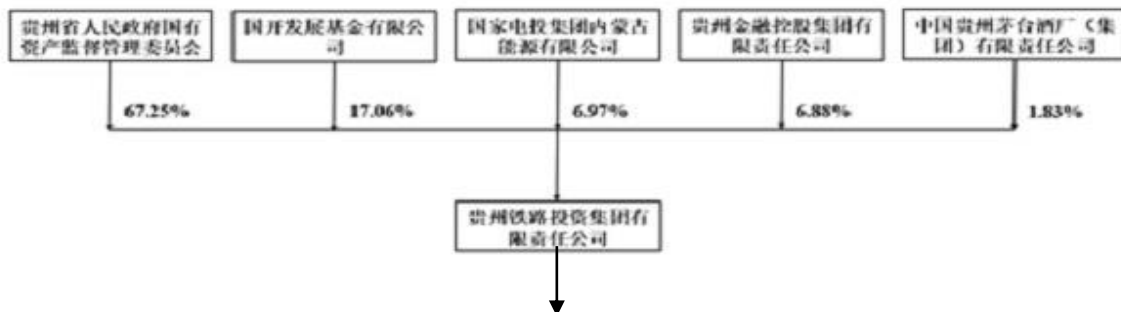 贵州省人民政府国有
资产监督管理委员会
国开发展基金有限公
司
国家电投集团内蒙古
能源有限公司
贵州金融控股集团有
限责任公司
中国贵州茅台酒厂（集
团）有限责任公司
67.25%
17.06%
6.97%
6.88%
1.83%
贵州铁路投资集团有
限责任公司